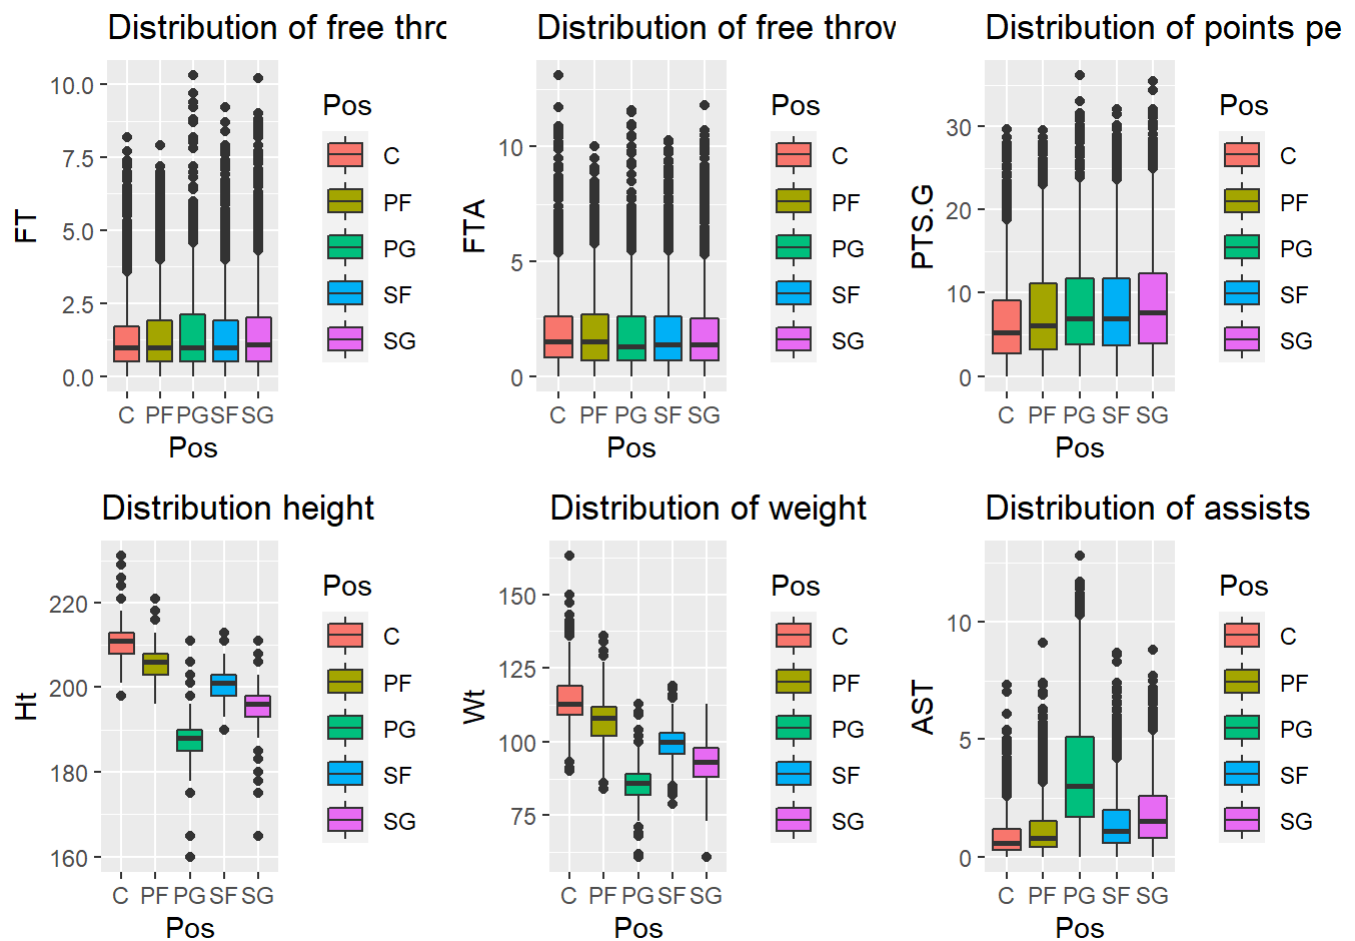 Distribution of free thro
FT
10.0
7.5
5.0
2.5
0.0
C PF PG SF SG
Pos
Pos
C
PF
PG
SF
SG
Distribution of free throw
FTA
10
5
0
C PF PG SF SG
Pos
Pos
C
PF
PG
SF
SG
Distribution of points pe
PTS.G
30
20
10
0
C PF PG SF SG
Pos
Pos
C
PF
PG
SF
SG
Distribution height
Ht
220
200
180
160
C PF PG SF SG
Pos
Pos
C
PF
PG
SF
SG
Distribution of weight
Wt
150
125
100
75
C PF PG SF SG
Pos
Pos
C
PF
PG
SF
SG
Distribution of assists
AST
10
5
0
C PF PG SF SG
Pos
Pos
C
PF
PG
SF
SG